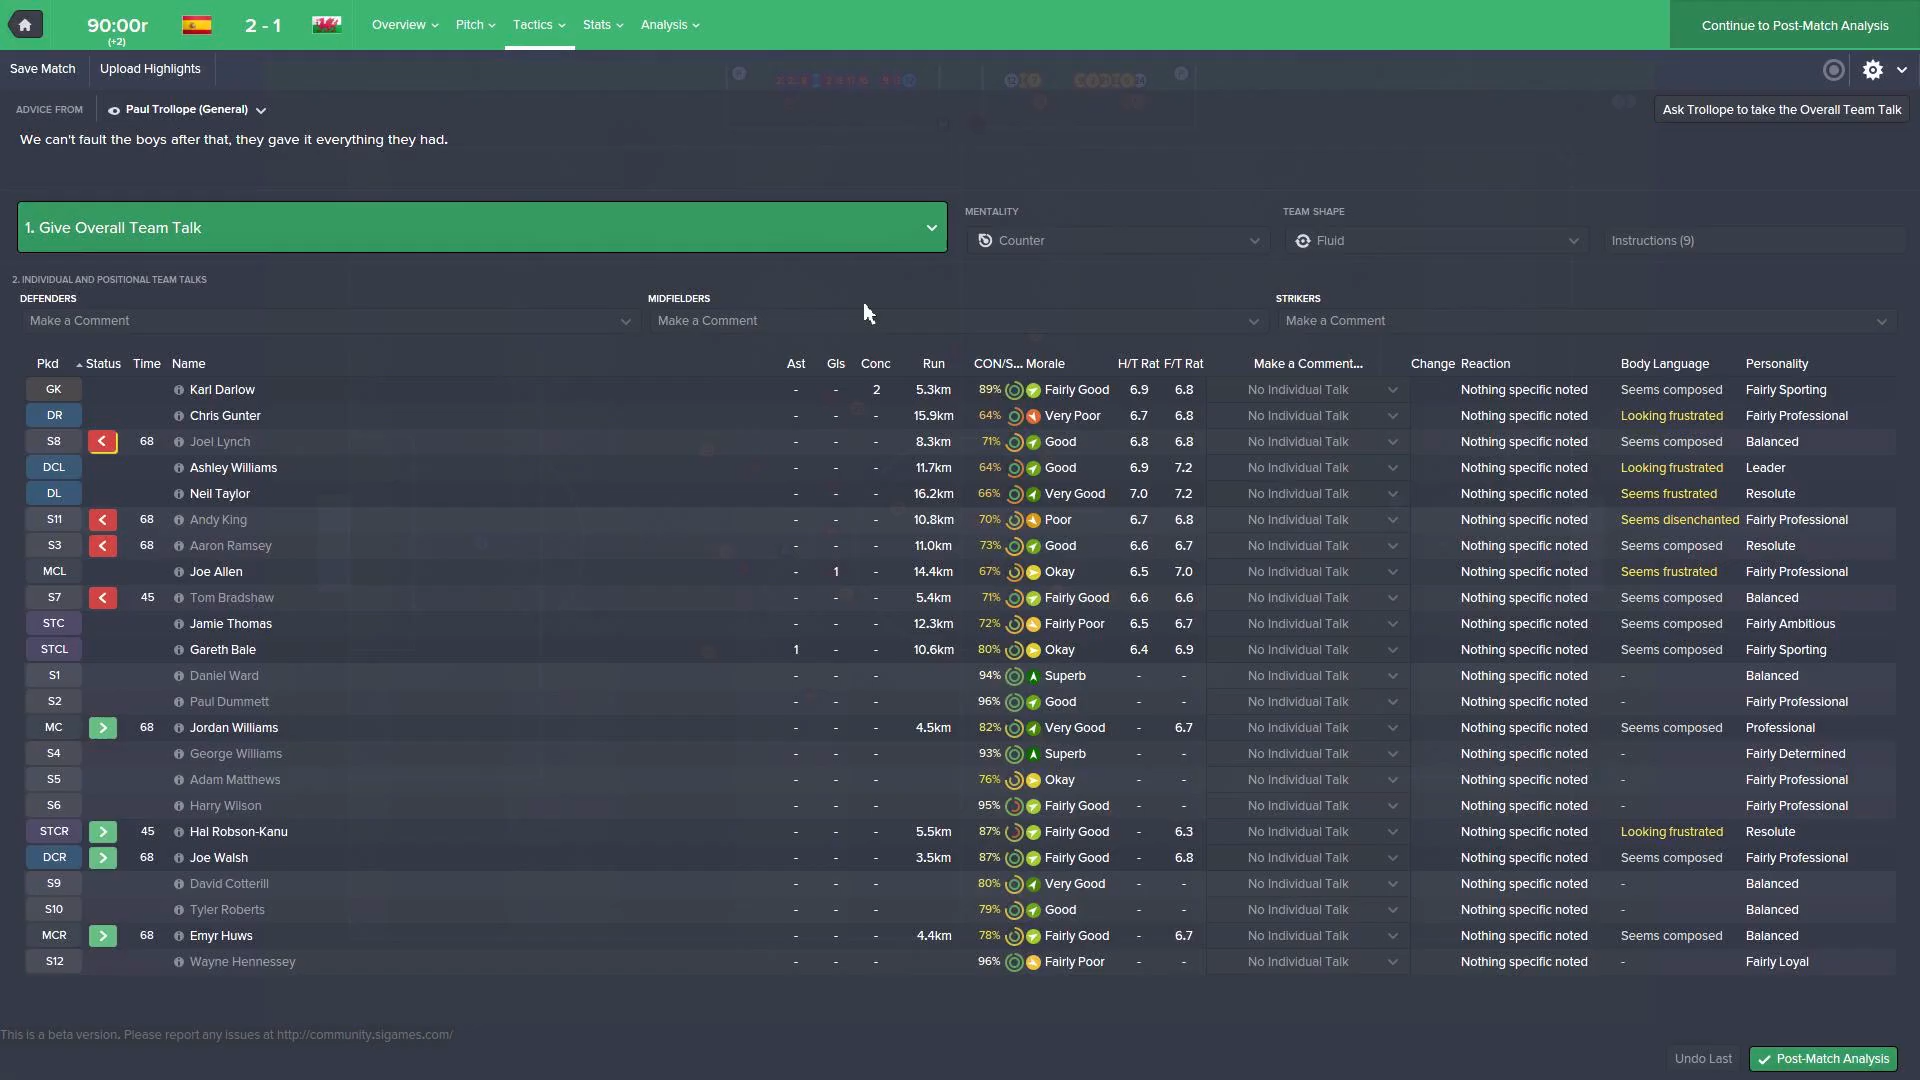 90:00r 2 - 1 Overview Pitch Tactics Stats Analysis Continue to Post-Match Analysis
(+2)
Save Match Upload Highlights
ADVICE FROM Paul Trollope (General) Ask Trollope to take the Overall Team Talk
We can't fault the boys after that, they gave it everything they had.
MENTALITY TEAM SHAPE
1. Give Overall Team Talk Counter Fluid Instructions (9)
2. INDIVIDUAL AND POSITIONAL TEAM TALKS
DEFENDERS MIDFIELDERS STRIKERS
Make a Comment Make a Comment Make a Comment
Pkd Status Time Name Ast Gls Conc Run CON/S... Morale H/T Rat F/T Rat Make a Comment... Change Reaction Body Language Personality
GK Karl Darlow - - 2 5.3km 89% Fairly Good 6.9 6.8 No Individual Talk Nothing specific noted Seems composed Fairly Sporting
DR Chris Gunter - - - 15.9km 64% Very Poor 6.7 6.8 No Individual Talk Nothing specific noted Looking frustrated Fairly Professional
S8 68 Joel Lynch - - - 8.3km 71% Good 6.8 6.8 No Individual Talk Nothing specific noted Seems composed Balanced
DCL Ashley Williams - - - 11.7km 64% Good 6.9 7.2 No Individual Talk Nothing specific noted Looking frustrated Leader
DL Neil Taylor - - - 16.2km 66% Very Good 7.0 7.2 No Individual Talk Nothing specific noted Seems frustrated Resolute
S11 68 Andy King - - - 10.8km 70% Poor 6.7 6.8 No Individual Talk Nothing specific noted Seems disenchanted Fairly Professional
S3 68 Aaron Ramsey - - - 11.0km 73% Good 6.6 6.7 No Individual Talk Nothing specific noted Seems composed Resolute
MCL Joe Allen - 1 - 14.4km 67% Okay 6.5 7.0 No Individual Talk Nothing specific noted Seems frustrated Fairly Professional
S7 45 Tom Bradshaw - - - 5.4km 71% Fairly Good 6.6 6.6 No Individual Talk Nothing specific noted Seems composed Balanced
STC Jamie Thomas - - - 12.3km 72% Fairly Poor 6.5 6.7 No Individual Talk Nothing specific noted Seems composed Fairly Ambitious
STCL Gareth Bale 1 - - 10.6km 80% Okay 6.4 6.9 No Individual Talk Nothing specific noted Seems composed Fairly Sporting
S1 Daniel Ward - - - 94% Superb - - No Individual Talk Nothing specific noted - Balanced
S2 Paul Dummett - - - 96% Good - - No Individual Talk Nothing specific noted - Fairly Professional
MC 68 Jordan Williams - - - 4.5km 82% Very Good - 6.7 No Individual Talk Nothing specific noted Seems composed Professional
S4 George Williams - - - 93% Superb - - No Individual Talk Nothing specific noted - Fairly Determined
S5 Adam Matthews - - - 76% Okay - - No Individual Talk Nothing specific noted - Fairly Professional
S6 Harry Wilson - - - 95% Fairly Good - - No Individual Talk Nothing specific noted - Fairly Professional
STCR 45 Hal Robson-Kanu - - - 5.5km 87% Fairly Good - 6.3 No Individual Talk Nothing specific noted Looking frustrated Resolute
DCR 68 Joe Walsh - - - 3.5km 87% Fairly Good - 6.8 No Individual Talk Nothing specific noted Seems composed Fairly Professional
S9 David Cotterill - - - 80% Very Good - - No Individual Talk Nothing specific noted - Balanced
S10 Tyler Roberts - - - 79% Good - - No Individual Talk Nothing specific noted - Balanced
MCR 68 Emyr Huws - - - 4.4km 78% Fairly Good - 6.7 No Individual Talk Nothing specific noted Seems composed Balanced
S12 Wayne Hennessey - - - 96% Fairly Poor - - No Individual Talk Nothing specific noted - Fairly Loyal
This is a beta version. Please report any issues at http://community.sigames.com/
Undo Last Post-Match Analysis